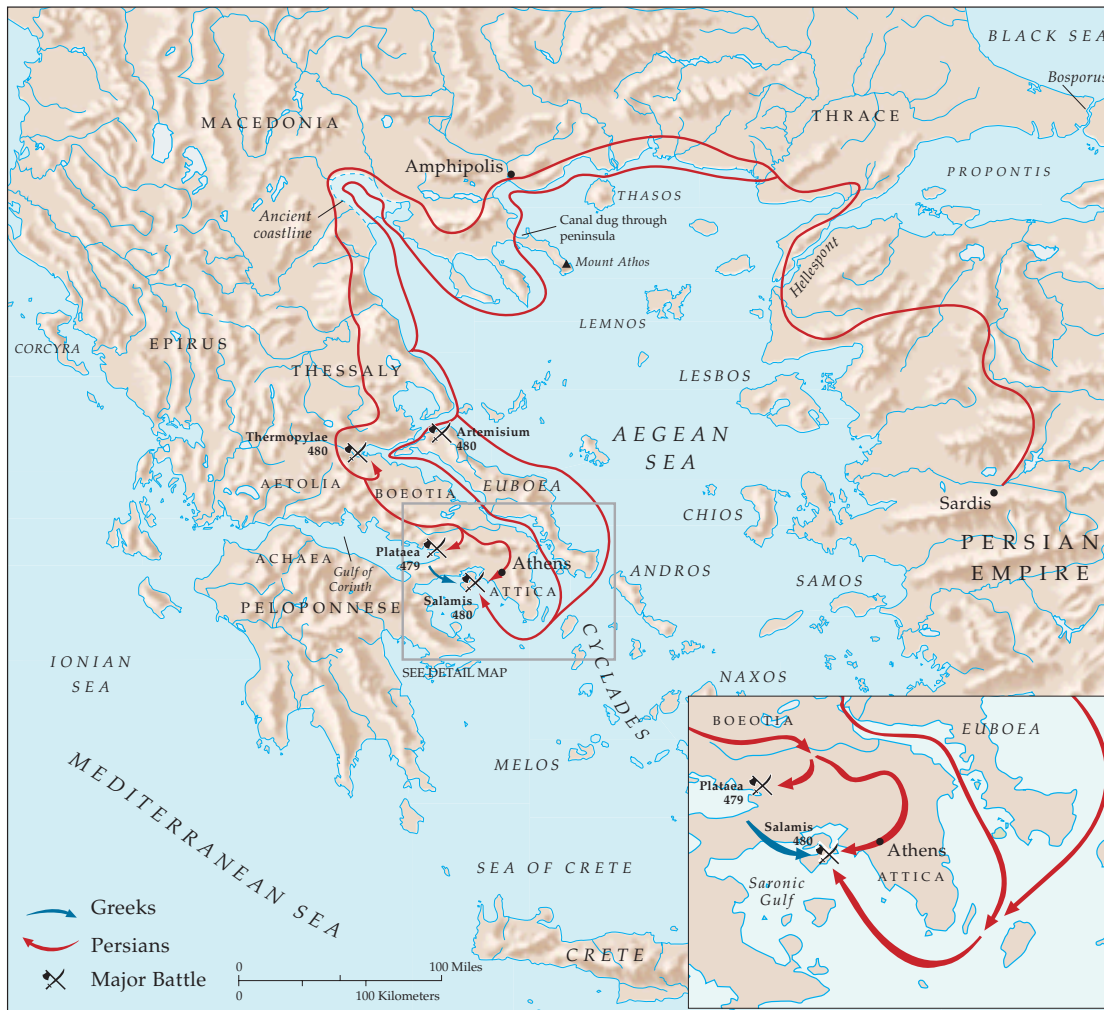 BLACK SEA
Bosporus
MACEDONIA
THRACE
Amphipolis
PROPONTIS
THASOS
Ancient
coastline
Canal dug through
peninsula
Mount Athos
Hellespont
LEMNOS
CORCYRA
EPIRUS
THESSALY
LESBOS
Thermopylae
480
Artemisium
480
AEGEAN
SEA
AETOLIA
BOEOTIA
EUBOEA
Sardis
CHIOS
PERSIAN
EMPIRE
ACHAEA
Plataea
479
Gulf of
Corinth
Athens
ANDROS
SAMOS
PELOPONNESE
Salamis
480
ATTICA
CYCLADES
IONIAN
SEA
SEE DETAIL MAP
NAXOS
MELOS
MEDITERRANEAN SEA
SEA OF CRETE
CRETE
Greeks
Persians
Major Battle
0
100 Miles
0
100 Kilometers
BOEOTIA
EUBOEA
Plataea
479
Salamis
480
Athens
ATTICA
Saronic
Gulf